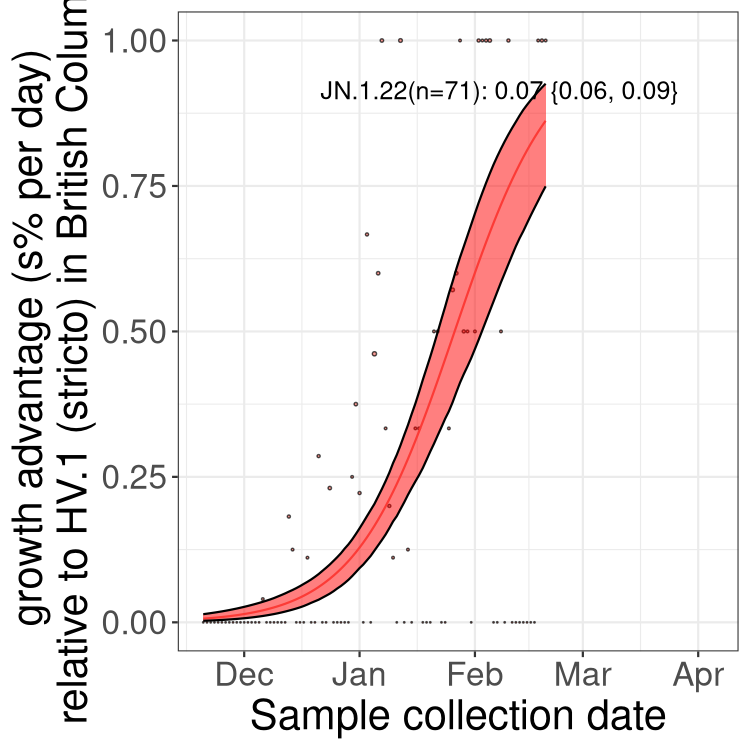 growth advantage (s% per day)
relative to HV.1 (stricto) in British Colum
1.00
0.75
0.50
0.25
0.00
JN.1.22(n=71): 0.07 {0.06, 0.09}
Dec
Jan
Feb
Mar
Apr
Sample collection date